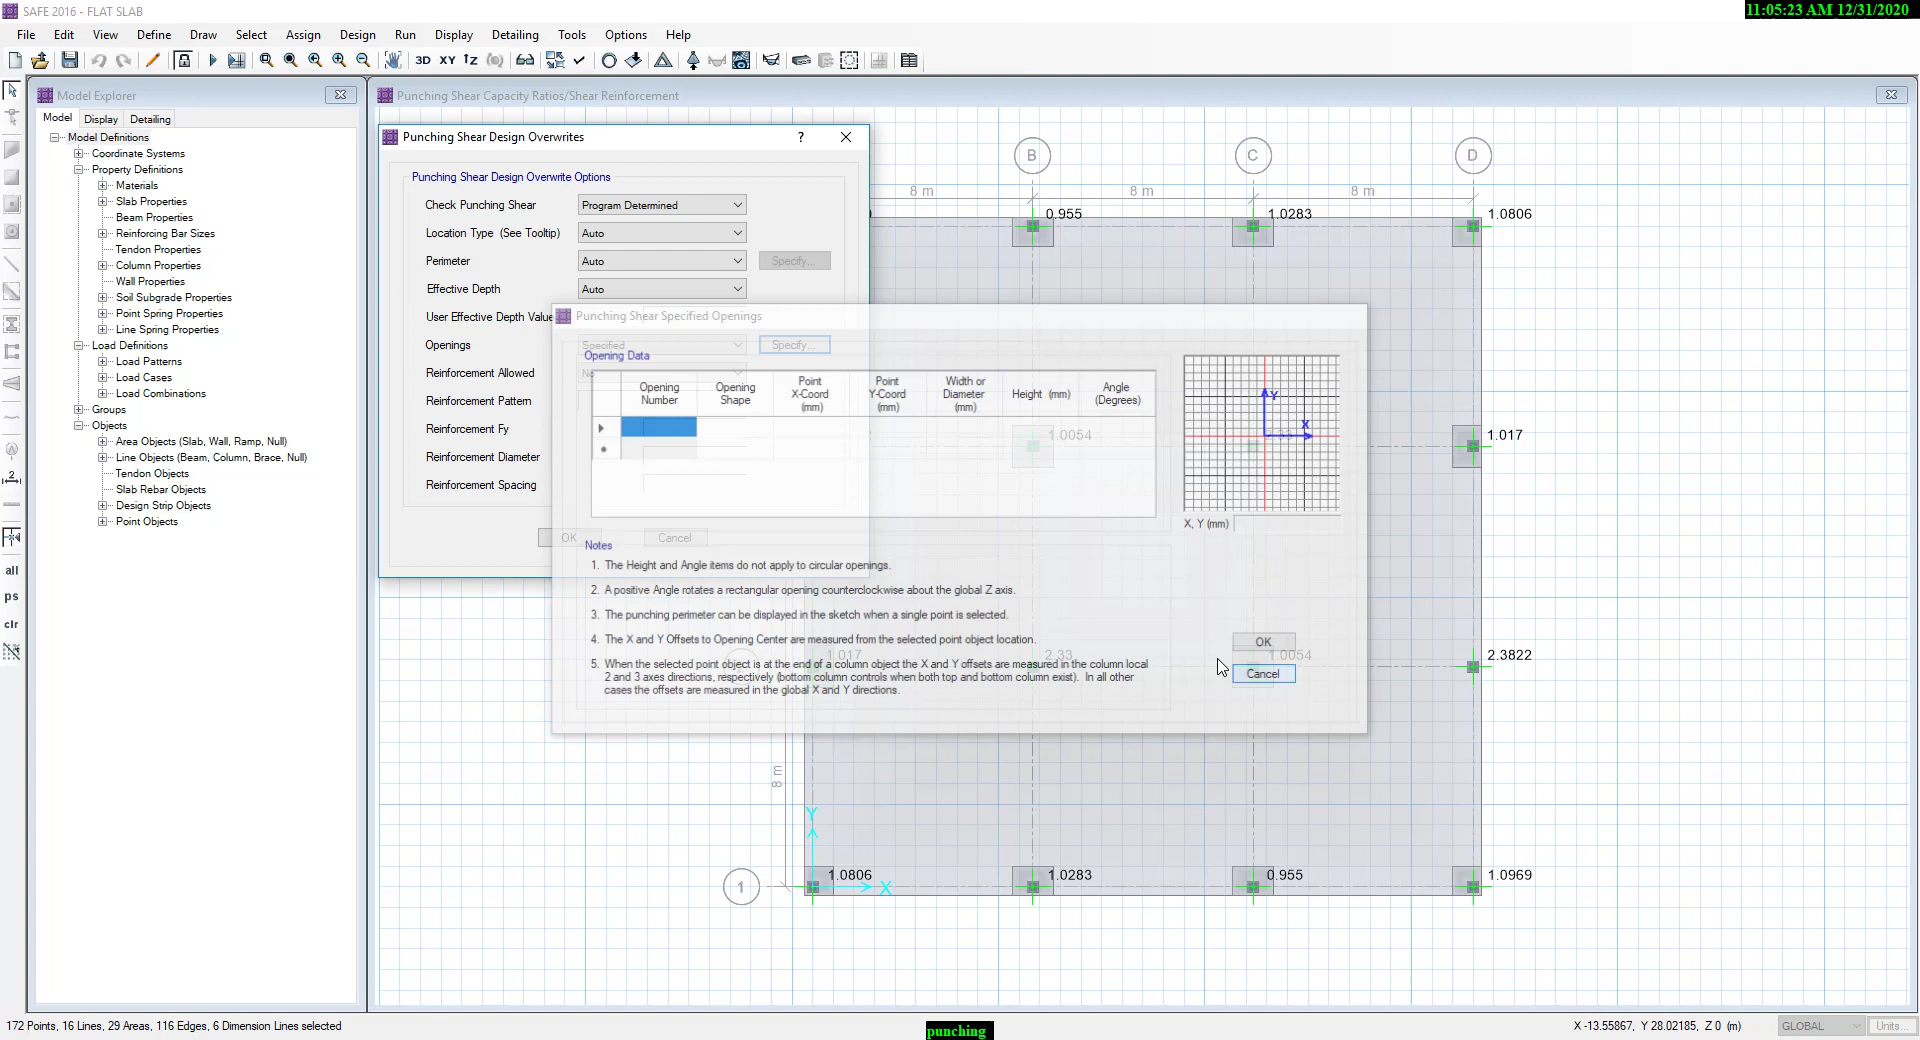 SAFE 2016 - FLAT SLAB
11:05:23 AM 12/31/2020
File Edit View Define Draw Select Assign Design Run Display Detailing Tools Options Help
3D XY
Model Explorer
Model Display Detailing
Model Definitions
Coordinate Systems
Property Definitions
Materials
Slab Properties
Beam Properties
Reinforcing Bar Sizes
Tendon Properties
Column Properties
Wall Properties
Soil Subgrade Properties
Point Spring Properties
Line Spring Properties
Load Definitions
Load Patterns
Load Cases
Load Combinations
Groups
Objects
Area Objects (Slab, Wall, Ramp, Null)
Line Objects (Beam, Column, Brace, Null)
Tendon Objects
Slab Rebar Objects
Design Strip Objects
Point Objects
all
ps
clr
Punching Shear Capacity Ratios/Shear Reinforcement
Punching Shear Design Overwrites
?
Punching Shear Design Overwrite Options
Check Punching Shear Program Determined
Location Type (See Tooltip) Auto
Perimeter Auto Specify...
Effective Depth Auto
User Effective Depth Value
Openings Specified Specify...
Reinforcement Allowed No
Reinforcement Pattern
Reinforcement Fy
Reinforcement Diameter
Reinforcement Spacing
OK Cancel
Punching Shear Specified Openings
Opening Data
Opening Number
Opening Shape
Point X-Coord (mm)
Point Y-Coord (mm)
Width or Diameter (mm)
Height (mm)
Angle (Degrees)
Y
X
X, Y (mm)
Notes
1. The Height and Angle items do not apply to circular openings.
2. A positive Angle rotates a rectangular opening counterclockwise about the global Z axis.
3. The punching perimeter can be displayed in the sketch when a single point is selected.
4. The X and Y Offsets to Opening Center are measured from the selected point object location.
5. When the selected point object is at the end of a column object the X and Y offsets are measured in the column local
2 and 3 axes directions, respectively (bottom column controls when both top and bottom column exist). In all other
cases the offsets are measured in the global X and Y directions.
OK
Cancel
B C D
8 m 8 m 8 m
0.955 1.0283 1.0806
1.0054 2.33 1.017
1.017 2.33 1.0054 2.3822
8 m
Y
X
1
1.0806 1.0283 0.955 1.0969
172 Points, 16 Lines, 29 Areas, 116 Edges, 6 Dimension Lines selected
punching
X -13.55867, Y 28.02185, Z 0 (m)
GLOBAL
Units...